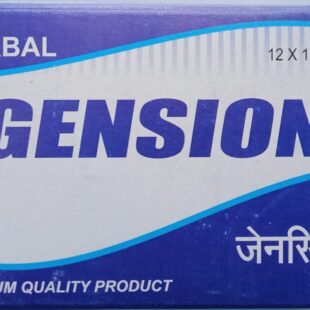 BAL
12 X 1
GENSION
जेनसि
UM QUALITY PRODUCT